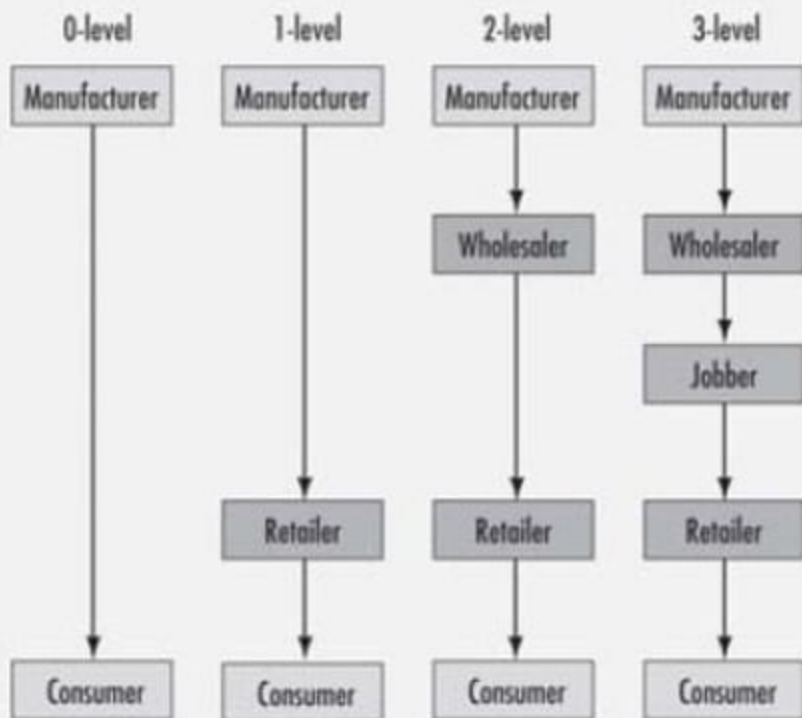 0-level 1-level 2-level 3-level
Manufacturer Manufacturer Manufacturer Manufacturer
Wholesaler Wholesaler
Jobber
Retailer Retailer Retailer
Consumer Consumer Consumer Consumer